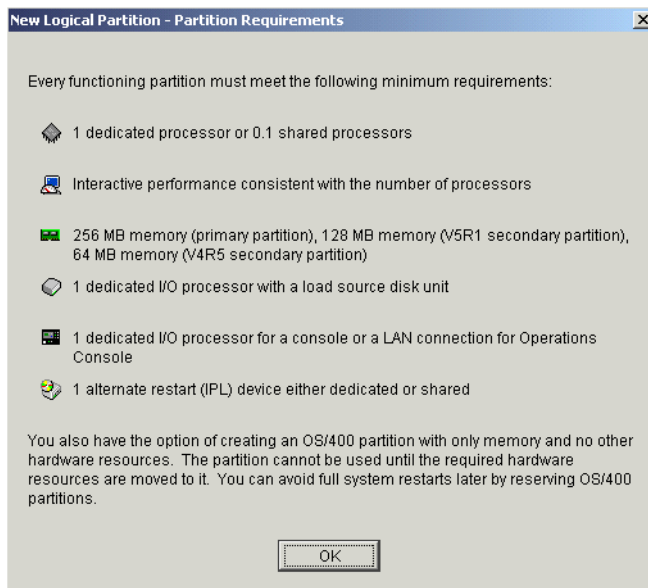 New Logical Partition - Partition Requirements
Every functioning partition must meet the following minimum requirements:
1 dedicated processor or 0.1 shared processors
Interactive performance consistent with the number of processors
256 MB memory (primary partition), 128 MB memory (V5R1 secondary partition),
64 MB memory (V4R5 secondary partition)
1 dedicated I/O processor with a load source disk unit
1 dedicated I/O processor for a console or a LAN connection for Operations
Console
1 alternate restart (IPL) device either dedicated or shared
You also have the option of creating an OS/400 partition with only memory and no other
hardware resources.  The partition cannot be used until the required hardware
resources are moved to it.  You can avoid full system restarts later by reserving OS/400
partitions.
OK